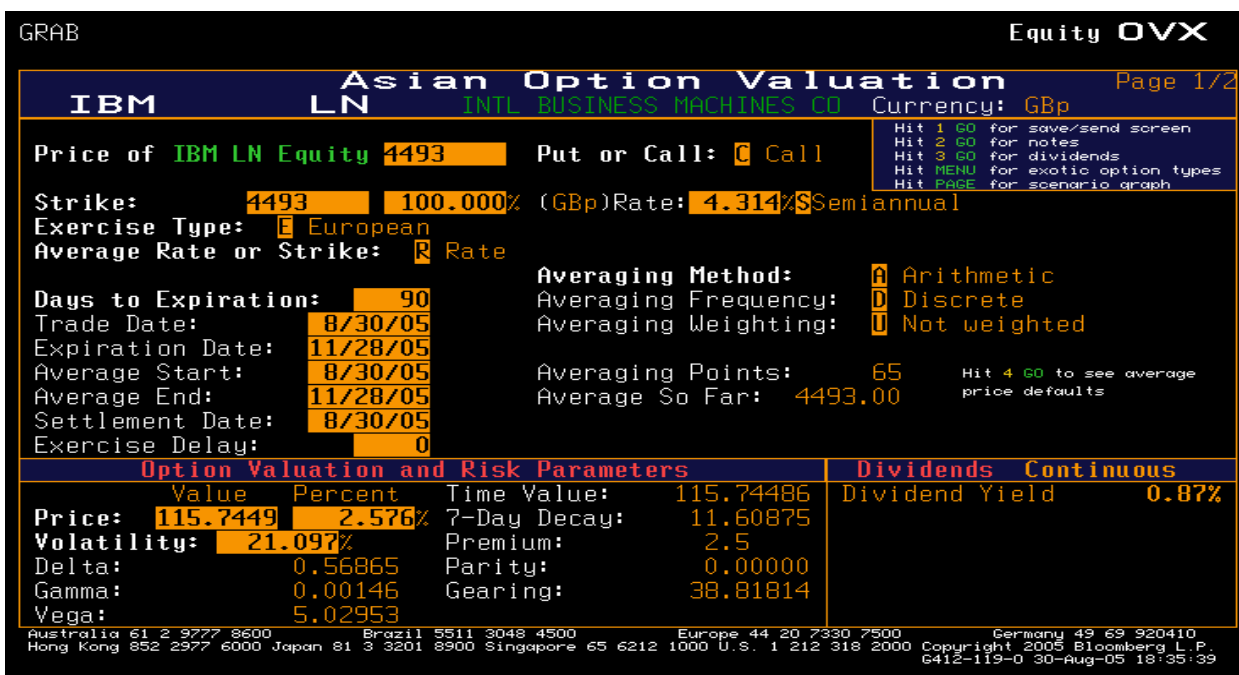 GRAB Equity OVX
Asian Option Valuation Page 1/2
IBM LN INTL BUSINESS MACHINES CO Currency: GBp
Hit 1 GO for save/send screen
Hit 2 GO for notes
Price of IBM LN Equity 4493 Put or Call: C Call
Hit 3 GO for dividends
Hit MENU for exotic option types
Hit PAGE for scenario graph
Strike: 4493 100.000% (GBp)Rate: 4.314%SSemiannual
Exercise Type: E European
Average Rate or Strike: R Rate
Averaging Method: A Arithmetic
Days to Expiration: 90 Averaging Frequency: D Discrete
Trade Date: 8/30/05 Averaging Weighting: U Not weighted
Expiration Date: 11/28/05
Average Start: 8/30/05 Averaging Points: 65 Hit 4 GO to see average
Average End: 11/28/05 Average So Far: 4493.00 price defaults
Settlement Date: 8/30/05
Exercise Delay: 0
Option Valuation and Risk Parameters Dividends Continuous
Value Percent Time Value: 115.74486 Dividend Yield 0.87%
Price: 115.7449 2.576% 7-Day Decay: 11.60875
Volatility: 21.097% Premium: 2.5
Delta: 0.56865 Parity: 0.00000
Gamma: 0.00146 Gearing: 38.81814
Vega: 5.02953
Australia 61 2 9777 8600 Brazil 5511 3048 4500 Europe 44 20 7330 7500 Germany 49 69 920410
Hong Kong 852 2977 6000 Japan 81 3 3201 8900 Singapore 65 6212 1000 U.S. 1 212 318 2000 Copyright 2005 Bloomberg L.P.
G412-119-0 30-Aug-05 18:35:39